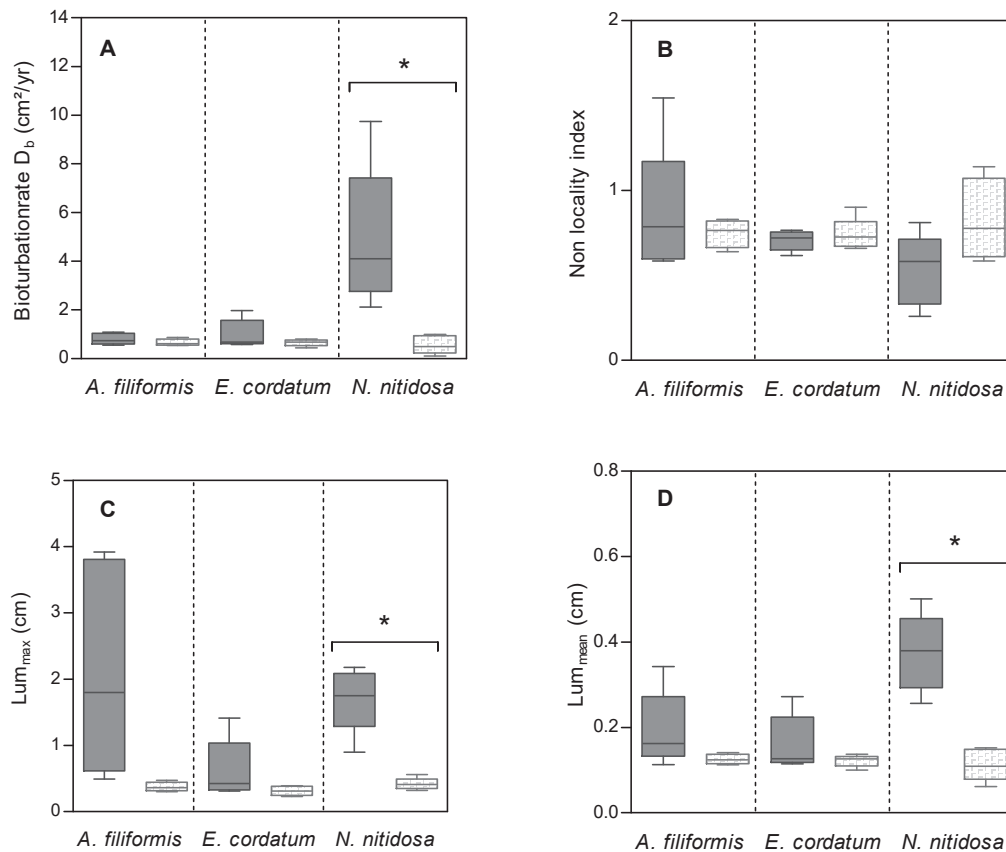 A
Bioturbationrate D_b (cm²/yr)
14
12
10
8
6
4
2
0
*
A. filiformis E. cordatum N. nitidosa
B
Non locality index
2
1
0
A. filiformis E. cordatum N. nitidosa
C
Lum_max (cm)
5
4
3
2
1
0
*
A. filiformis E. cordatum N. nitidosa
D
Lum_mean (cm)
0.8
0.6
0.4
0.2
0.0
*
A. filiformis E. cordatum N. nitidosa